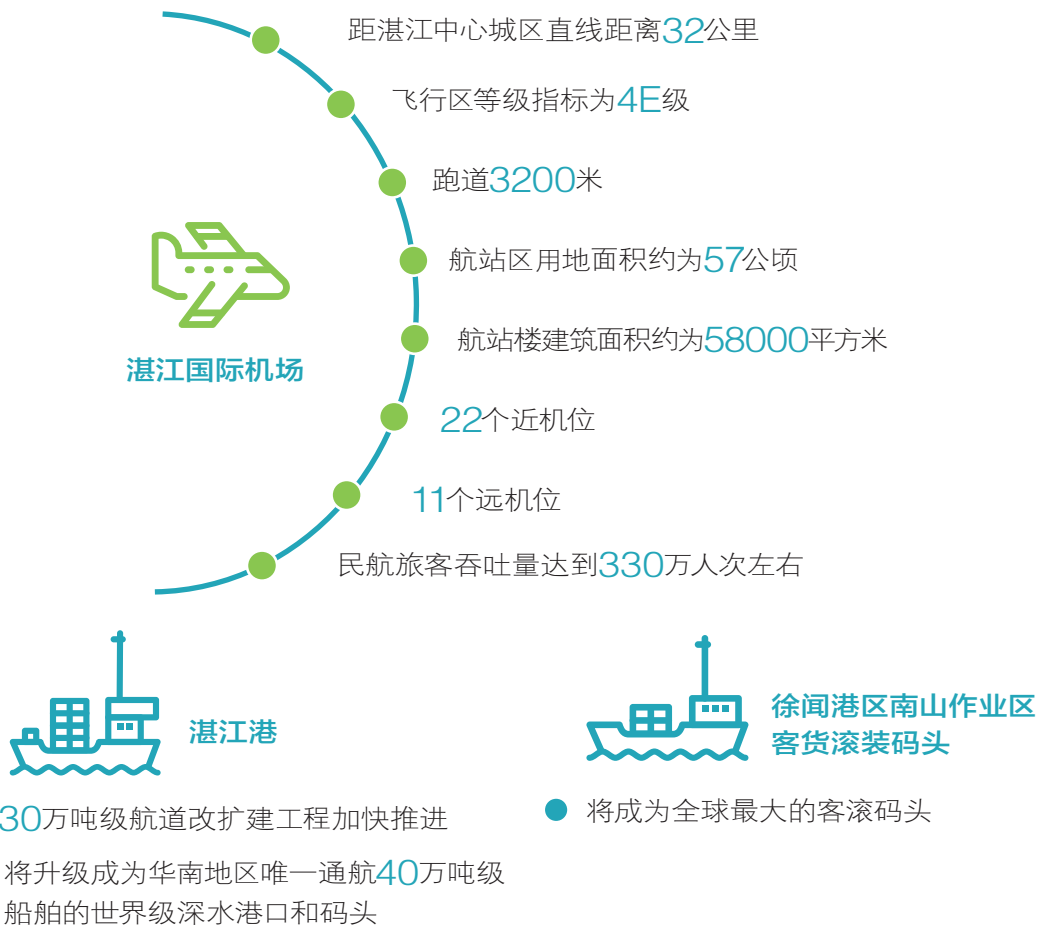 距湛江中心城区直线距离32公里
飞行区等级指标为4E级
跑道3200米
航站区用地面积约为57公顷
航站楼建筑面积约为58000平方米
湛江国际机场
22个近机位
11个远机位
民航旅客吞吐量达到330万人次左右
湛江港
30万吨级航道改扩建工程加快推进
将升级成为华南地区唯一通航40万吨级
船舶的世界级深水港口和码头
徐闻港区南山作业区
客货滚装码头
将成为全球最大的客滚码头